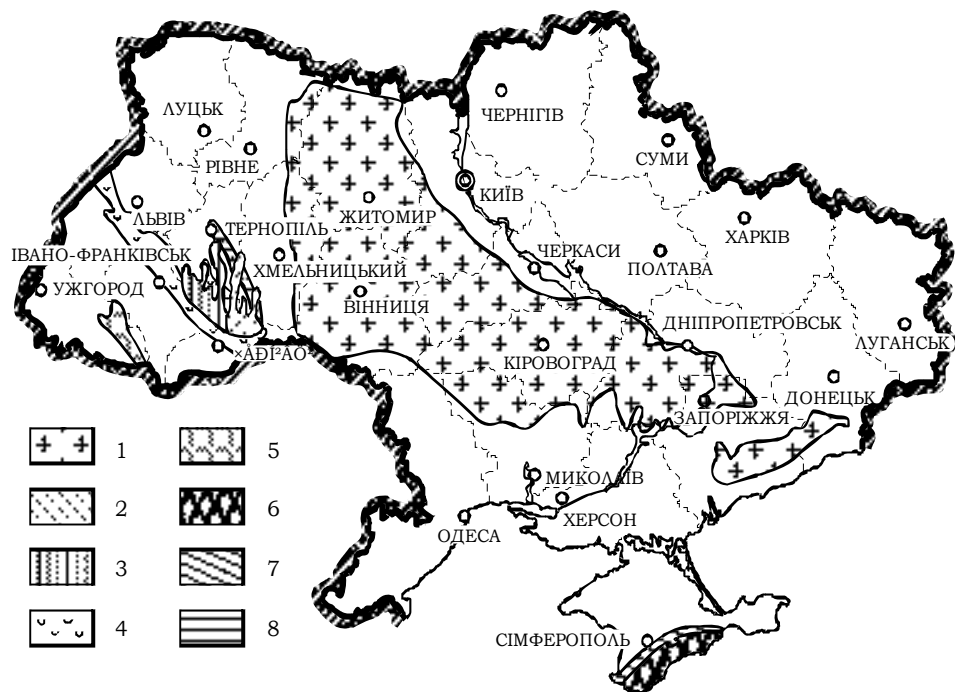 ЛУЦЬК
РІВНЕ
ЧЕРНІГІВ
СУМИ
КИЇВ
ЛЬВІВ
ЖИТОМИР
ТЕРНОПІЛЬ
ХАРКІВ
ІВАНО-ФРАНКІВСЬК
ЧЕРКАСИ
ПОЛТАВА
ХМЕЛЬНИЦЬКИЙ
УЖГОРОД
ВІННИЦЯ
ДНІПРОПЕТРОВСЬК
ЛУГАНСЬК
×АÐІ²АО
КІРОВОГРАД
ДОНЕЦЬК
ЗАПОРІЖЖЯ
МИКОЛАЇВ
ХЕРСОН
ОДЕСА
СІМФЕРОПОЛЬ
1
2
3
4
5
6
7
8